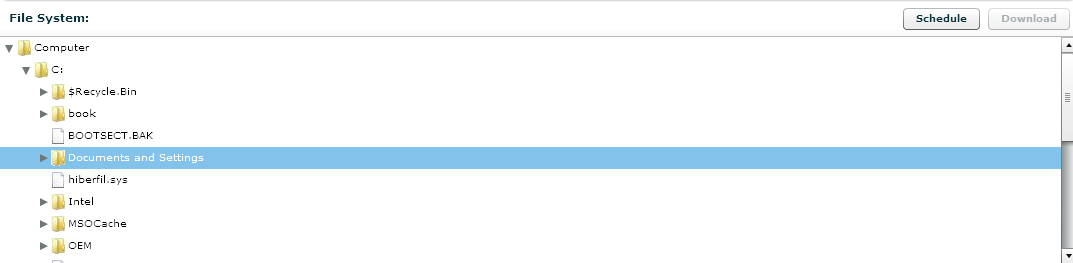 File System: Schedule Download
Computer
C:
$Recycle.Bin
book
BOOTSECT.BAK
Documents and Settings
hiberfil.sys
Intel
MSOCache
OEM